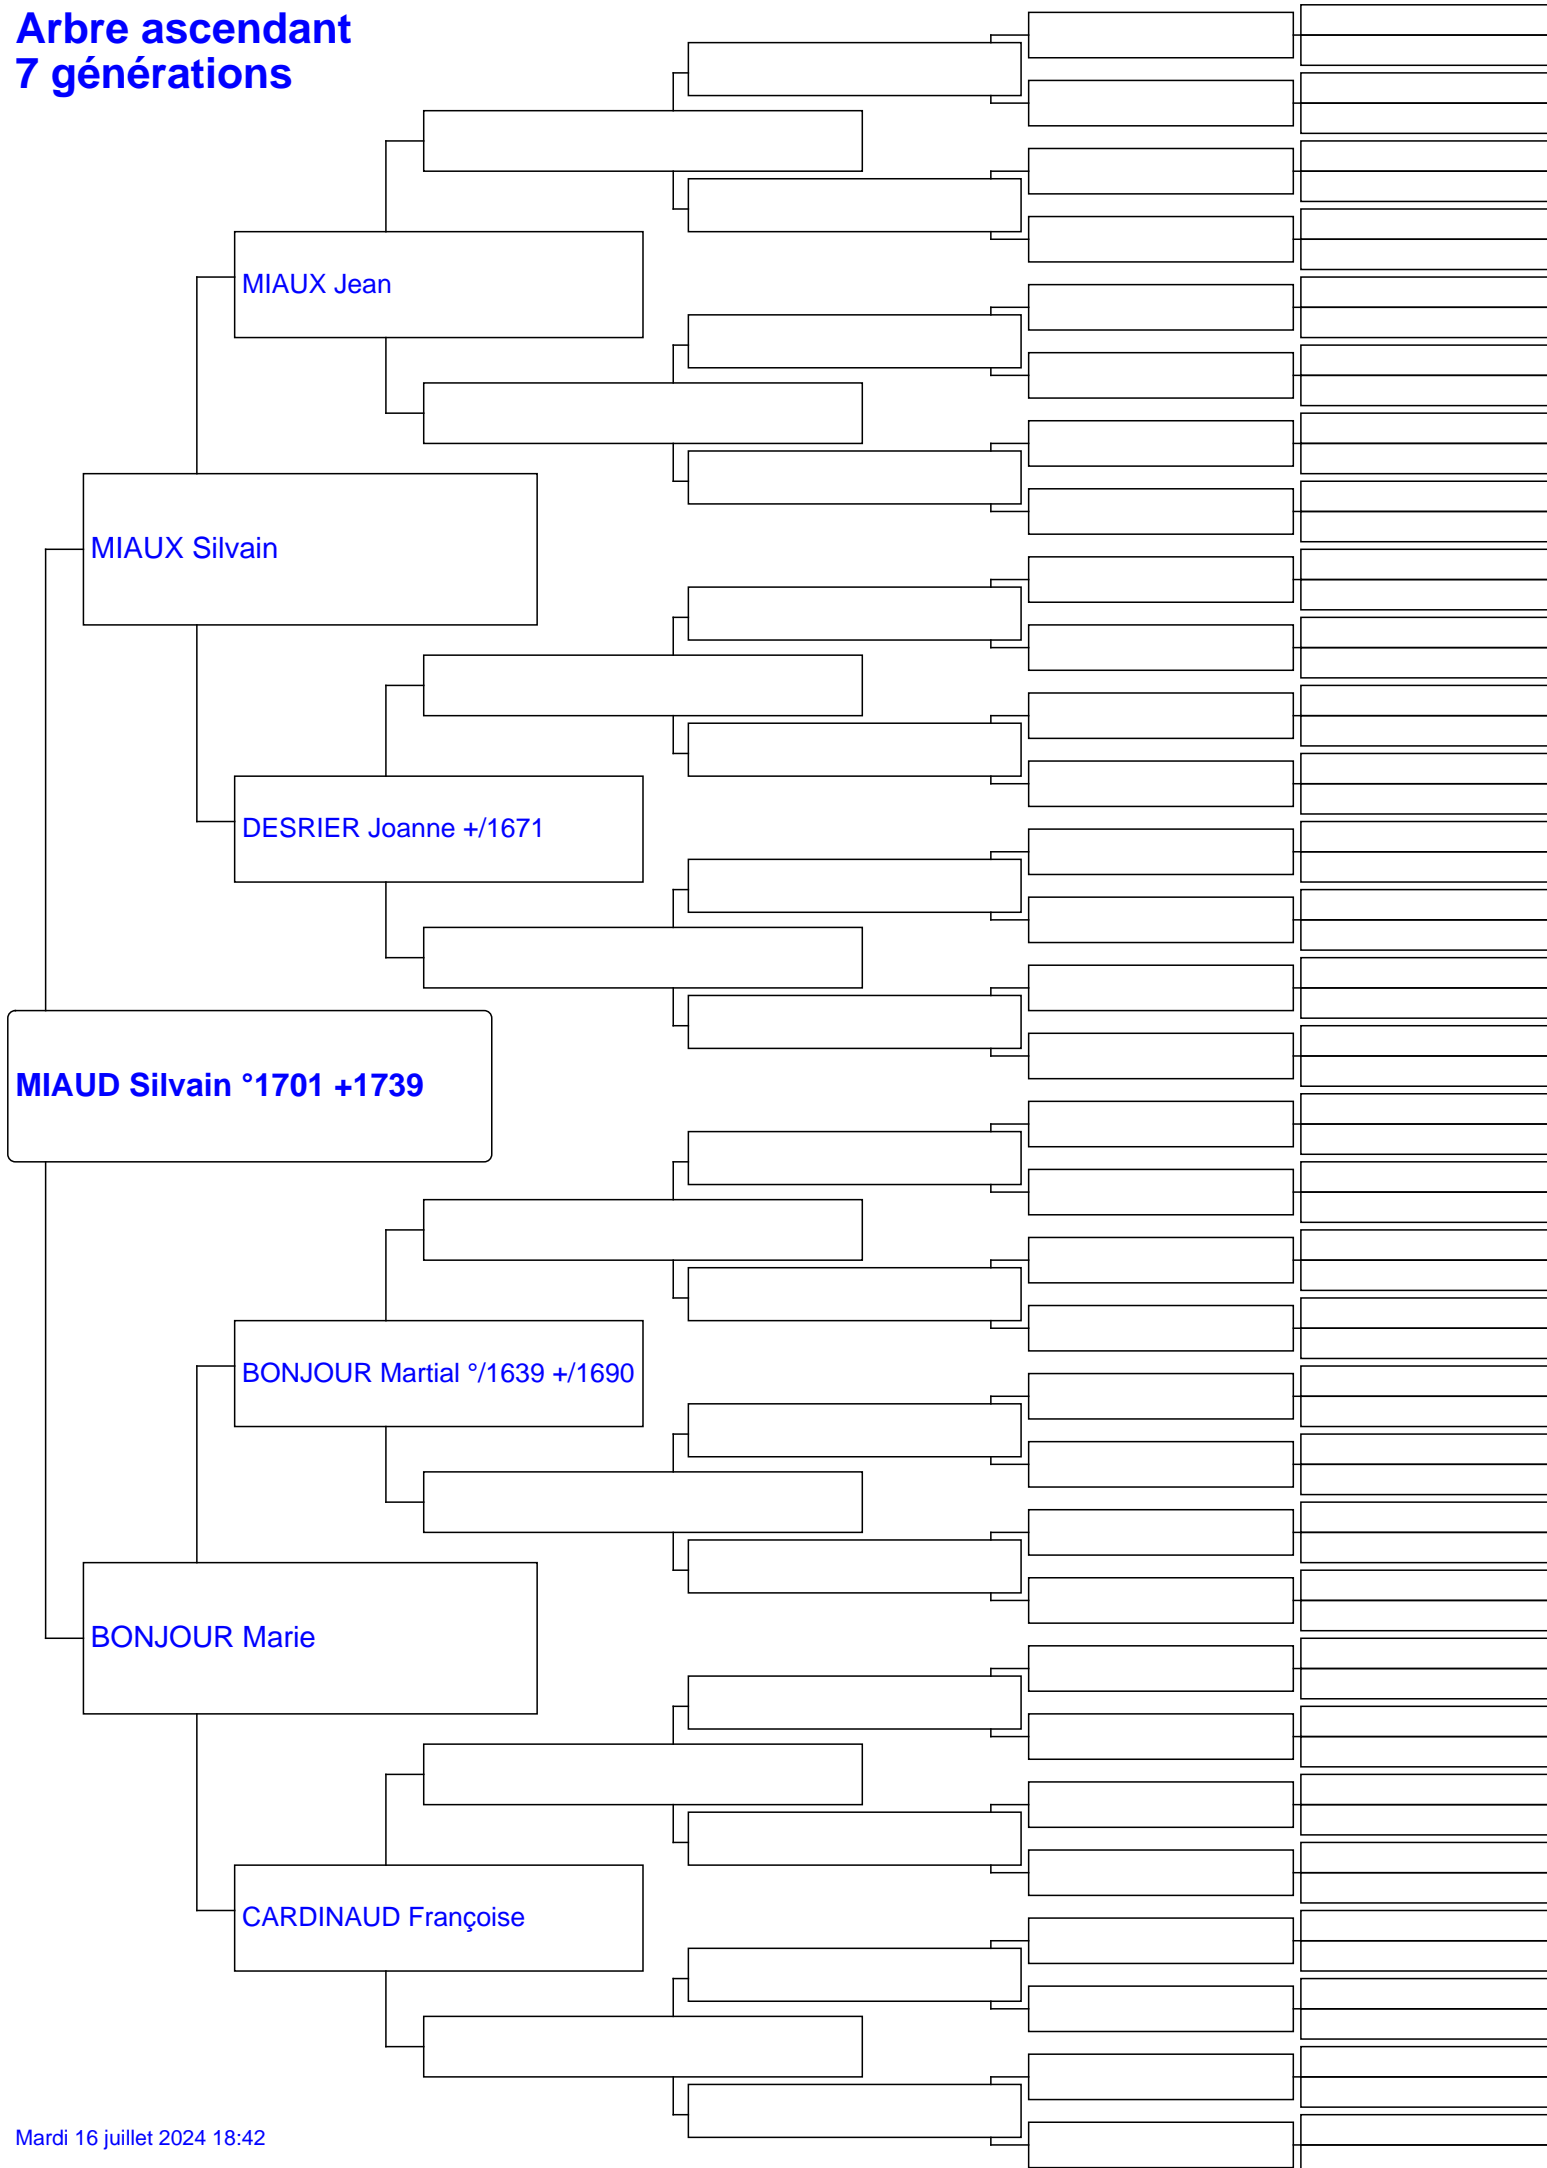 Arbre ascendant
7 générations
MIAUX Jean
MIAUX Silvain
DESRIER Joanne +/1671
MIAUD Silvain °1701 +1739
BONJOUR Martial °/1639 +/1690
BONJOUR Marie
CARDINAUD Françoise
Mardi 16 juillet 2024 18:42